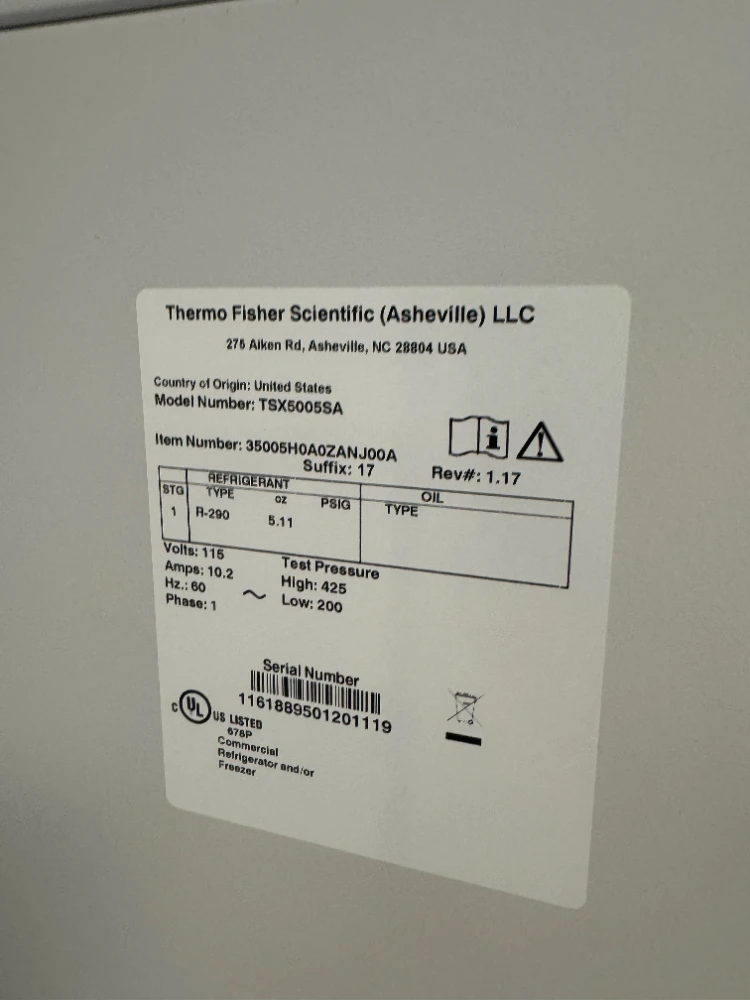 Thermo Fisher Scientific (Asheville) LLC
275 Aiken Rd, Asheville, NC 28804 USA
Country of Origin: United States
Model Number: TSX5005SA
Item Number: 35005H0A0ZANJ00A
Suffix: 17
Rev#: 1.17
STG REFRIGERANT OIL
TYPE OZ PSIG TYPE
1 R-290 5.11
Volts: 115
Amps: 10.2
Hz.: 60
Phase: 1
~
Test Pressure
High: 425
Low: 200
Serial Number
1161889501201119
c UL US LISTED
678P
Commercial
Refrigerator and/or
Freezer